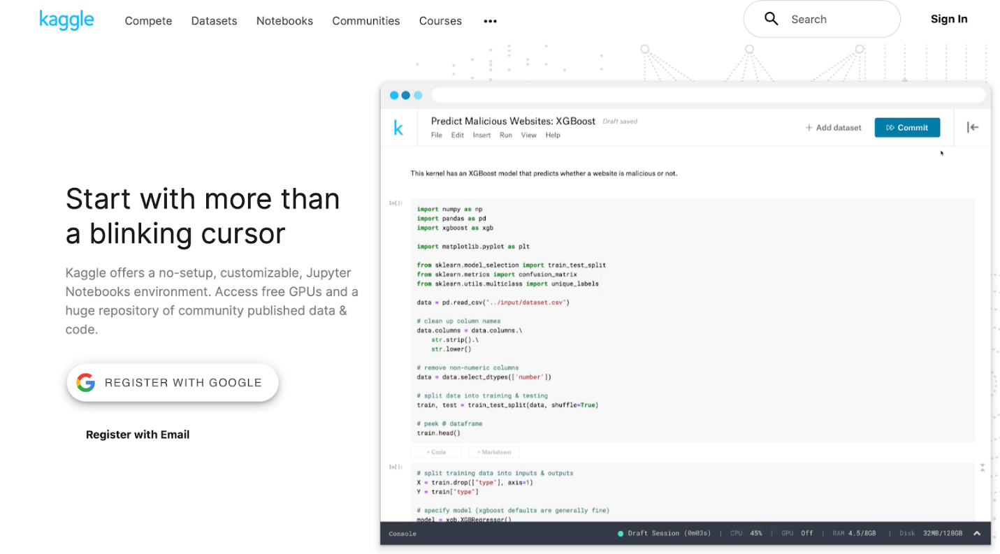 kaggle
Compete Datasets Notebooks Communities Courses •••
Search
Sign In
Start with more than
a blinking cursor
Kaggle offers a no-setup, customizable, Jupyter
Notebooks environment. Access free GPUs and a
huge repository of community published data &
code.
REGISTER WITH GOOGLE
Register with Email
k
Predict Malicious Websites: XGBoost Draft saved
File Edit Insert Run View Help
+ Add dataset
Commit
This kernel has an XGBoost model that predicts whether a website is malicious or not.
In[]:
import numpy as np
import pandas as pd
import xgboost as xgb
import matplotlib.pyplot as plt
from sklearn.model_selection import train_test_split
from sklearn.metrics import confusion_matrix
from sklearn.utils.multiclass import unique_labels
data = pd.read_csv("../input/dataset.csv")
# clean up column names
data.columns = data.columns.\
str.strip().\
str.lower()
# remove non-numeric columns
data = data.select_dtypes(['number'])
# split data into training & testing
train, test = train_test_split(data, shuffle=True)
# peek @ dataframe
train.head()
+ Code + Markdown
In[]:
# split training data into inputs & outputs
X = train.drop(["type"], axis=1)
Y = train["type"]
# specify model (xgboost defaults are generally fine)
model = xgb.XGBRegressor()
Console
Draft Session (0m03s) | CPU 45% | GPU Off | RAM 4.5/8GB | Disk 32MB/128GB